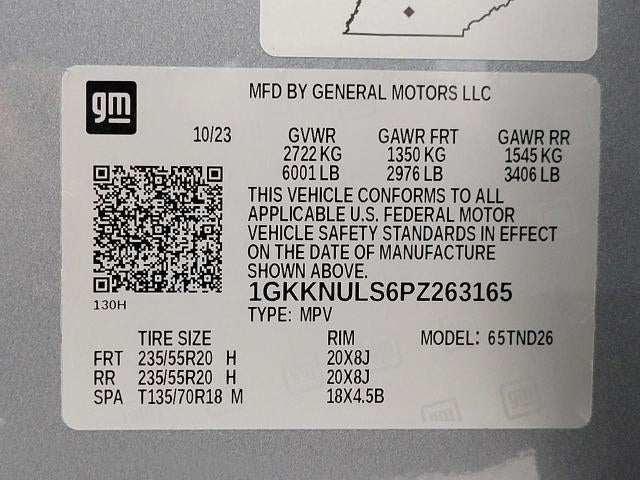 gm
MFD BY GENERAL MOTORS LLC
10/23 GVWR GAWR FRT GAWR RR
2722 KG 1350 KG 1545 KG
6001 LB 2976 LB 3406 LB
THIS VEHICLE CONFORMS TO ALL
APPLICABLE U.S. FEDERAL MOTOR
VEHICLE SAFETY STANDARDS IN EFFECT
ON THE DATE OF MANUFACTURE
SHOWN ABOVE.
1GKKNULS6PZ263165
130H
TYPE: MPV
TIRE SIZE RIM MODEL: 65TND26
FRT 235/55R20 H 20X8J
RR 235/55R20 H 20X8J
SPA T135/70R18 M 18X4.5B